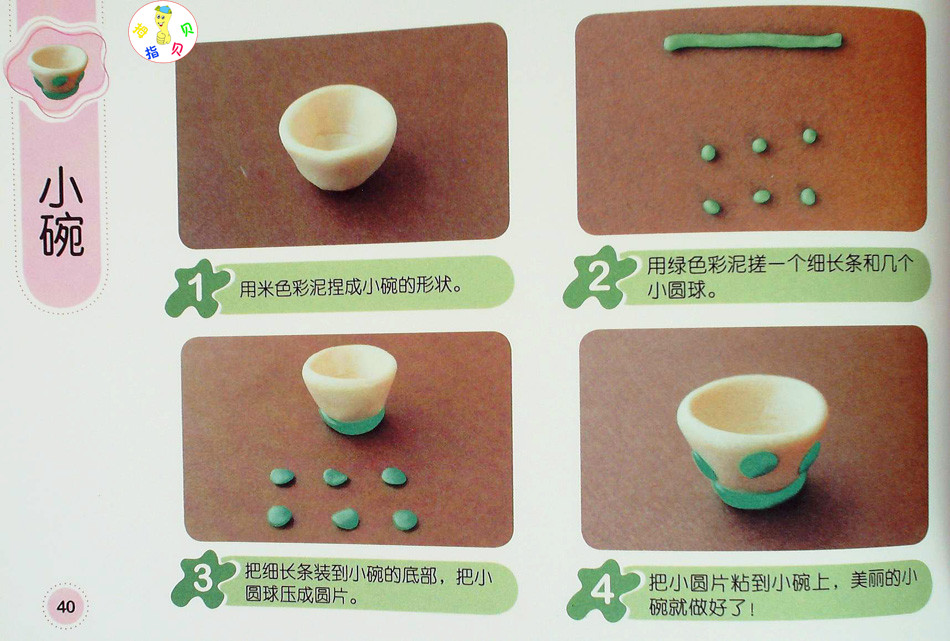 指贝
指贝
小碗
1
用米色彩泥捏成小碗的形状。
2
用绿色彩泥搓一个细长条和几个
小圆球。
3
把细长条装到小碗的底部，把小
圆球压成圆片。
4
把小圆片粘到小碗上，美丽的小
碗就做好了！
40